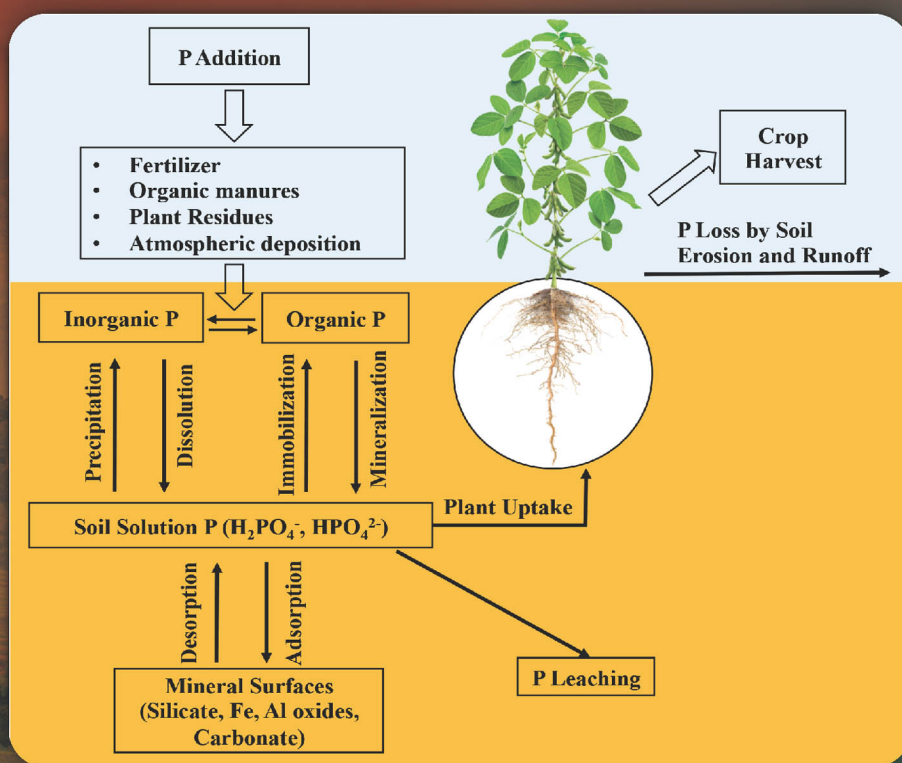 P Addition
• Fertilizer
• Organic manures
• Plant Residues
• Atmospheric deposition
Crop
Harvest
P Loss by Soil
Erosion and Runoff
Inorganic P
Organic P
Precipitation
Dissolution
Immobilization
Mineralization
Soil Solution P (H₂PO₄⁻, HPO₄²⁻)
Plant Uptake
Desorption
Adsorption
Mineral Surfaces
(Silicate, Fe, Al oxides,
Carbonate)
P Leaching